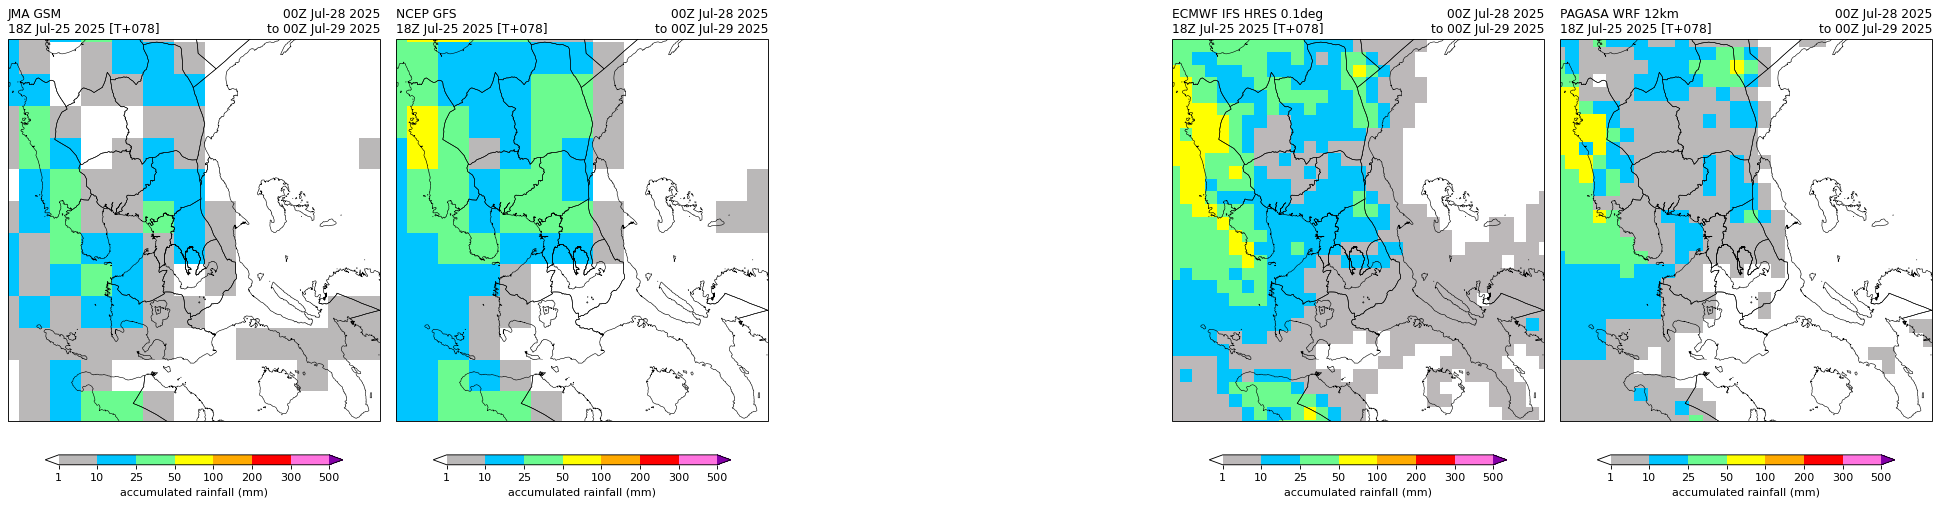 JMA GSM 00Z Jul-28 2025
18Z Jul-25 2025 [T+078] to 00Z Jul-29 2025
NCEP GFS 00Z Jul-28 2025
18Z Jul-25 2025 [T+078] to 00Z Jul-29 2025
ECMWF IFS HRES 0.1deg 00Z Jul-28 2025
18Z Jul-25 2025 [T+078] to 00Z Jul-29 2025
PAGASA WRF 12km 00Z Jul-28 2025
18Z Jul-25 2025 [T+078] to 00Z Jul-29 2025
1 10 25 50 100 200 300 500
accumulated rainfall (mm)
1 10 25 50 100 200 300 500
accumulated rainfall (mm)
1 10 25 50 100 200 300 500
accumulated rainfall (mm)
1 10 25 50 100 200 300 500
accumulated rainfall (mm)